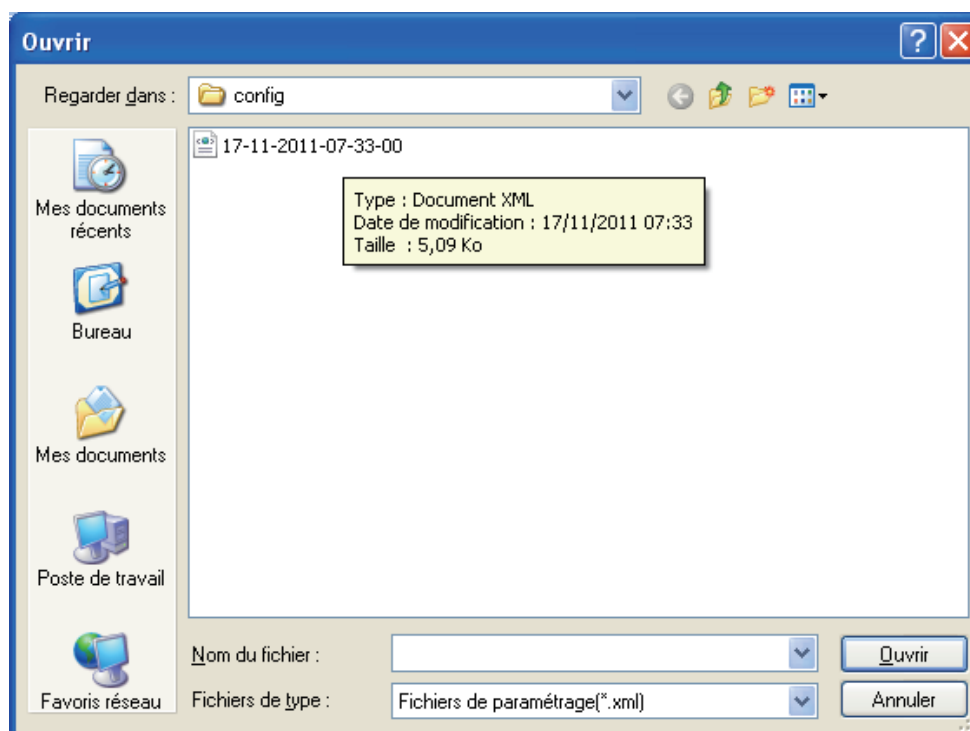 Ouvrir
Regarder dans :
config
17-11-2011-07-33-00
Type : Document XML
Date de modification : 17/11/2011 07:33
Taille : 5,09 Ko
Mes documents
récents
Bureau
Mes documents
Poste de travail
Favoris réseau
Nom du fichier :
Ouvrir
Fichiers de type :
Fichiers de paramétrage(*.xml)
Annuler